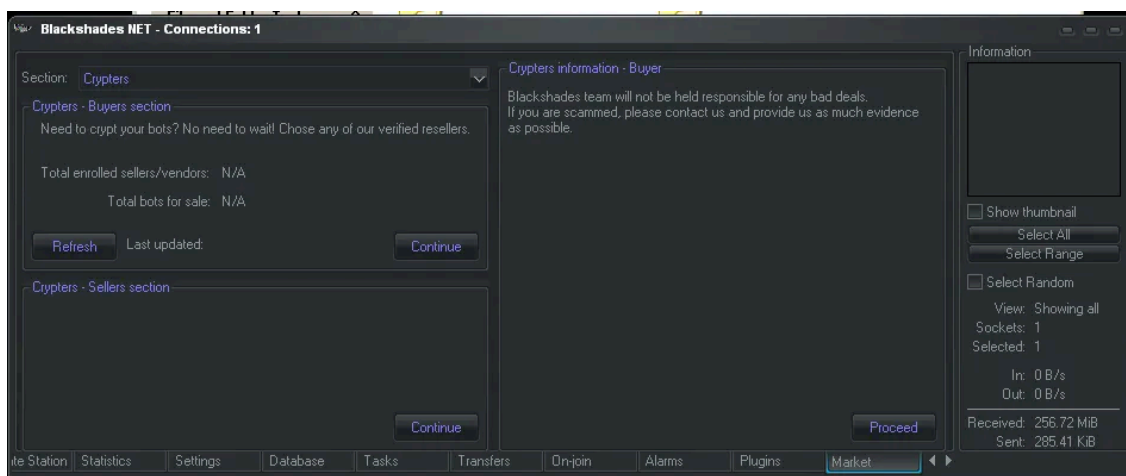 Blackshades NET - Connections: 1
Section: Crypters
Crypters - Buyers section
Need to crypt your bots? No need to wait! Chose any of our verified resellers.
Total enrolled sellers/vendors: N/A
Total bots for sale: N/A
Refresh Last updated: Continue
Crypters - Sellers section
Continue
Crypters information - Buyer
Blackshades team will not be held responsible for any bad deals.
If you are scammed, please contact us and provide us as much evidence
as possible.
Proceed
Information
Show thumbnail
Select All
Select Range
Select Random
View: Showing all
Sockets: 1
Selected: 1
In: 0 B/s
Out: 0 B/s
Received: 256.72 MiB
Sent: 285.41 KiB
te Station Statistics Settings Database Tasks Transfers On-join Alarms Plugins Market